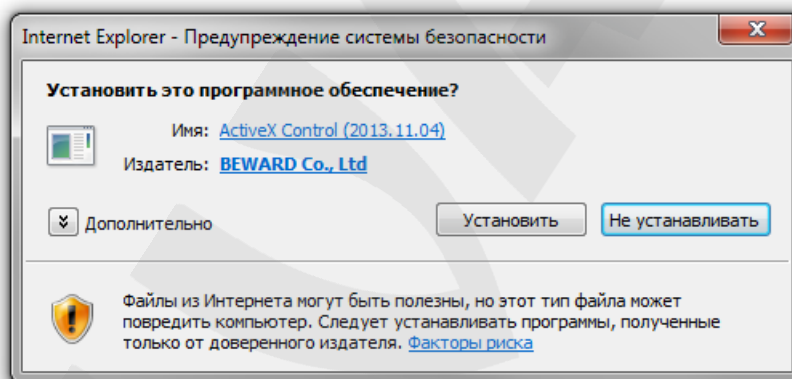 Internet Explorer - Предупреждение системы безопасности
Установить это программное обеспечение?
Имя: ActiveX Control (2013.11.04)
Издатель: BEWARD Co., Ltd
Дополнительно
Установить
Не устанавливать
Файлы из Интернета могут быть полезны, но этот тип файла может
повредить компьютер. Следует устанавливать программы, полученные
только от доверенного издателя. Факторы риска